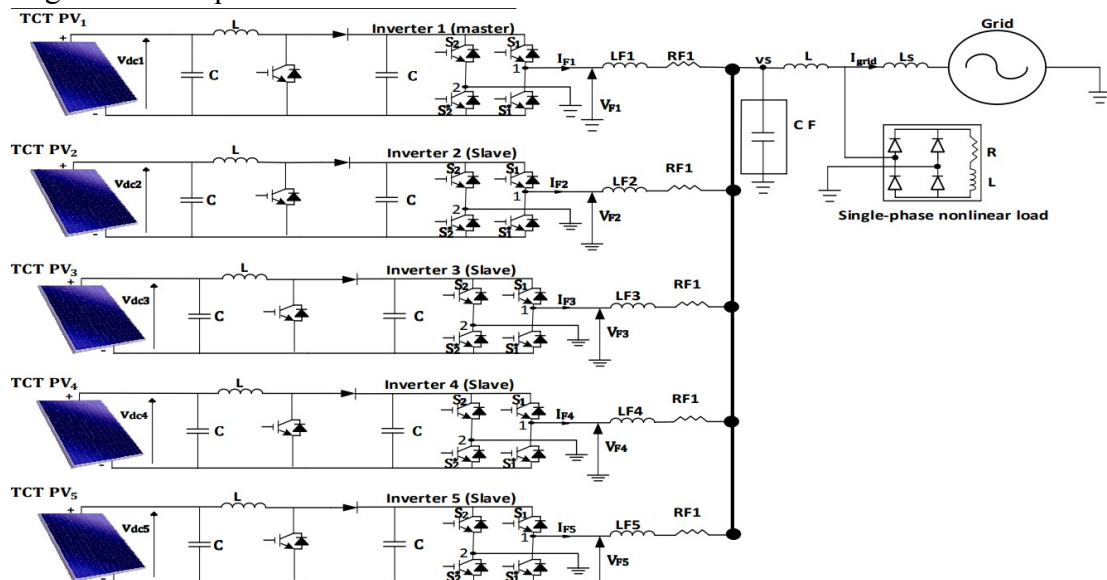 TCT PV1
Vdc1
L
C
C
Inverter 1 (master)
S2
S1
1
2
S2
S1
IF1
VF1
LF1
RF1
vs
L
Igrid
Ls
Grid
C F
R
L
Single-phase nonlinear load
TCT PV2
Vdc2
L
C
C
Inverter 2 (Slave)
S2
S1
1
2
S2
S1
IF2
VF2
LF2
RF1
TCT PV3
Vdc3
L
C
C
Inverter 3 (Slave)
S2
S1
1
2
S2
S1
IF3
VF3
LF3
RF1
TCT PV4
Vdc4
L
C
C
Inverter 4 (Slave)
S2
S1
1
2
S2
S1
IF4
VF4
LF4
RF1
TCT PV5
Vdc5
L
C
C
Inverter 5 (Slave)
S2
S1
1
2
S2
S1
IF5
VF5
LF5
RF1